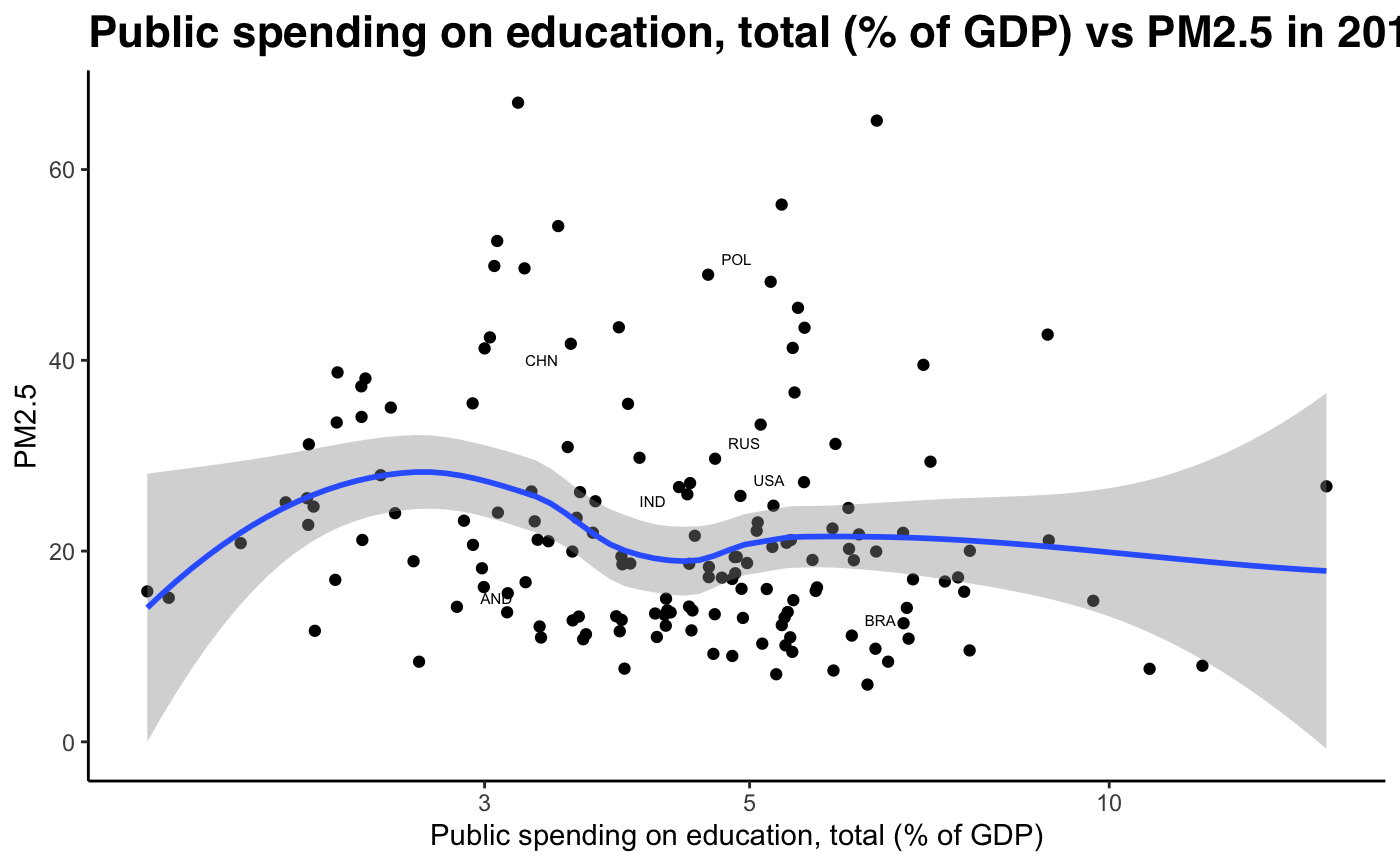 Public spending on education, total (% of GDP) vs PM2.5 in 201
60
POL
CHN
40
PM2.5
RUS
USA
IND
20
AND
BRA
0
3
5
10
Public spending on education, total (% of GDP)